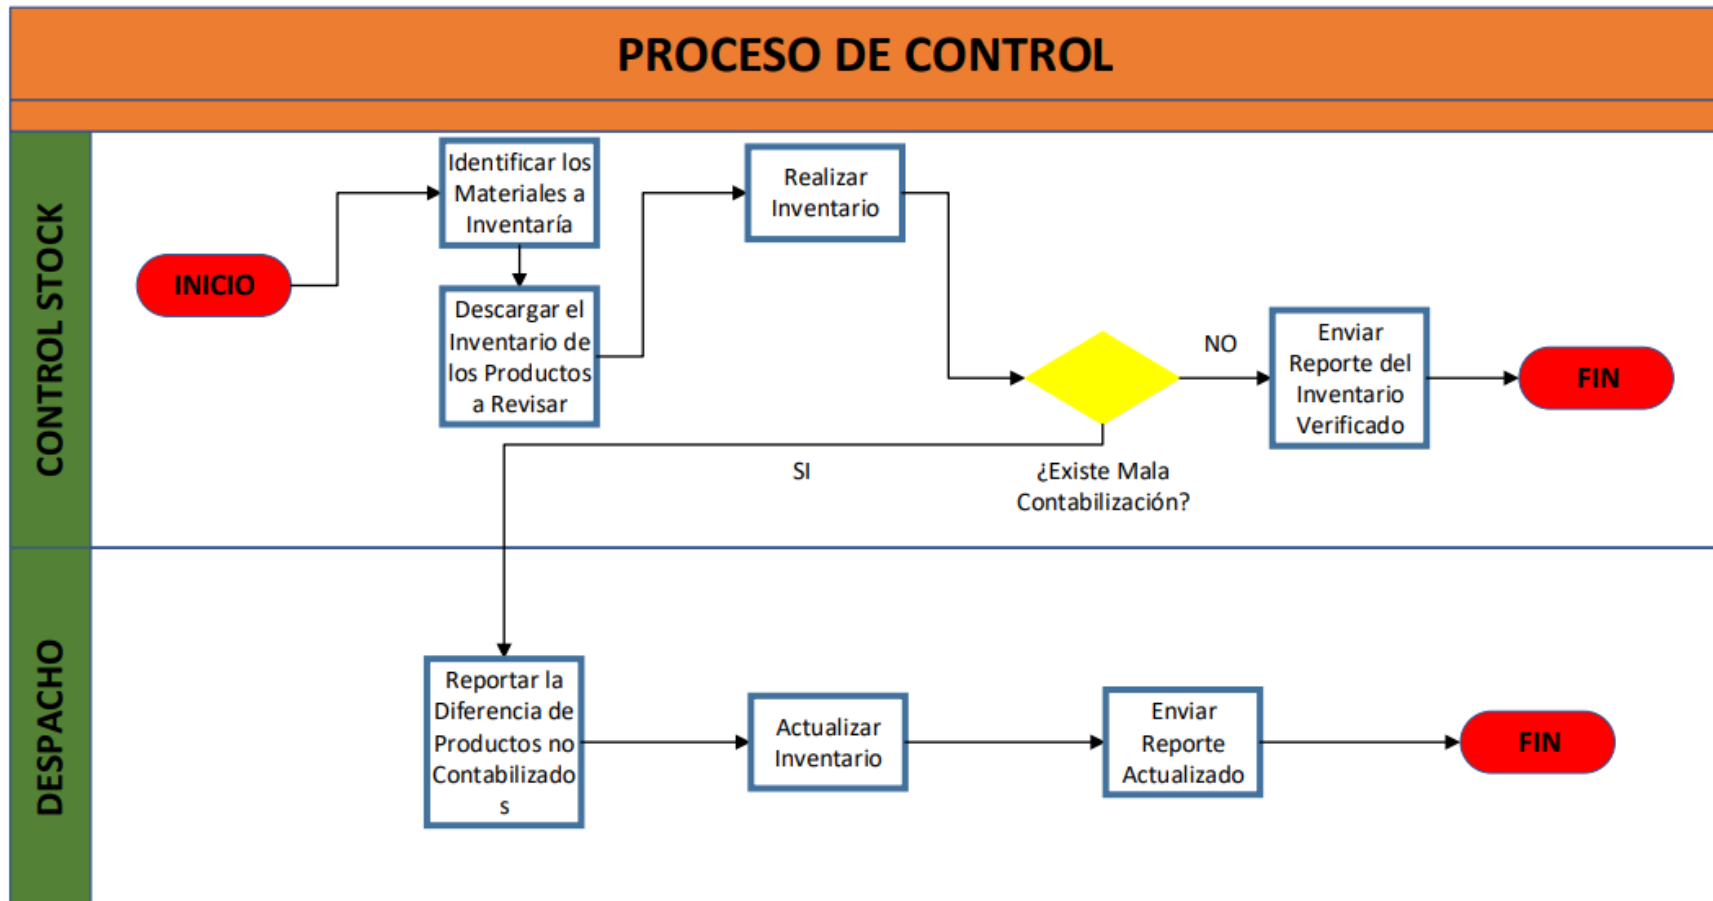 PROCESO DE CONTROL
CONTROL STOCK
INICIO
Identificar los
Materiales a
Inventaría
Descargar el
Inventario de
los Productos
a Revisar
Realizar
Inventario
¿Existe Mala
Contabilización?
NO
Enviar
Reporte del
Inventario
Verificado
FIN
SI
DESPACHO
Reportar la
Diferencia de
Productos no
Contabilizado
s
Actualizar
Inventario
Enviar
Reporte
Actualizado
FIN